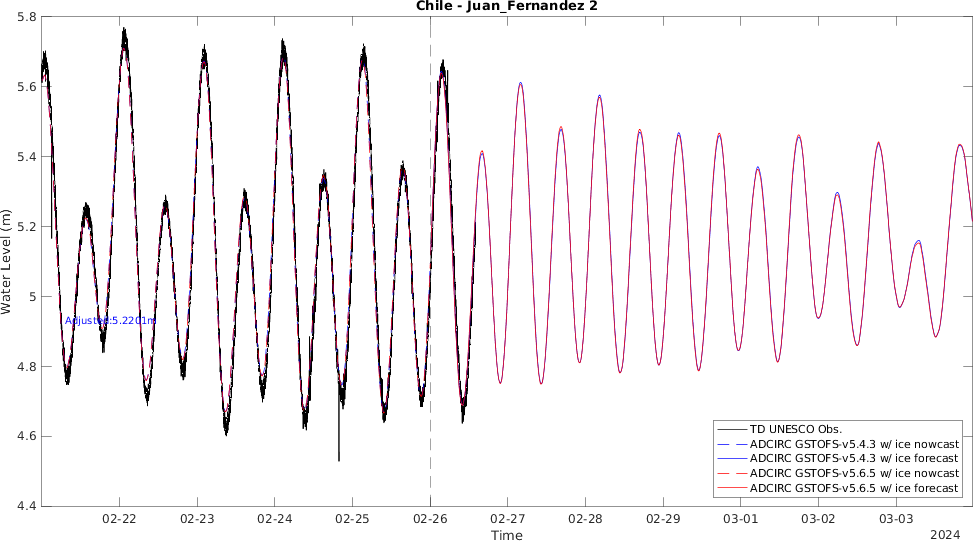 Chile - Juan_Fernandez 2
5.8
5.6
5.4
5.2
5
4.8
4.6
4.4
Water Level (m)
Adjusted:5.2201m
TD UNESCO Obs.
ADCIRC GSTOFS-v5.4.3 w/ ice nowcast
ADCIRC GSTOFS-v5.4.3 w/ ice forecast
ADCIRC GSTOFS-v5.6.5 w/ ice nowcast
ADCIRC GSTOFS-v5.6.5 w/ ice forecast
02-22 02-23 02-24 02-25 02-26 02-27 02-28 02-29 03-01 03-02 03-03
Time
2024